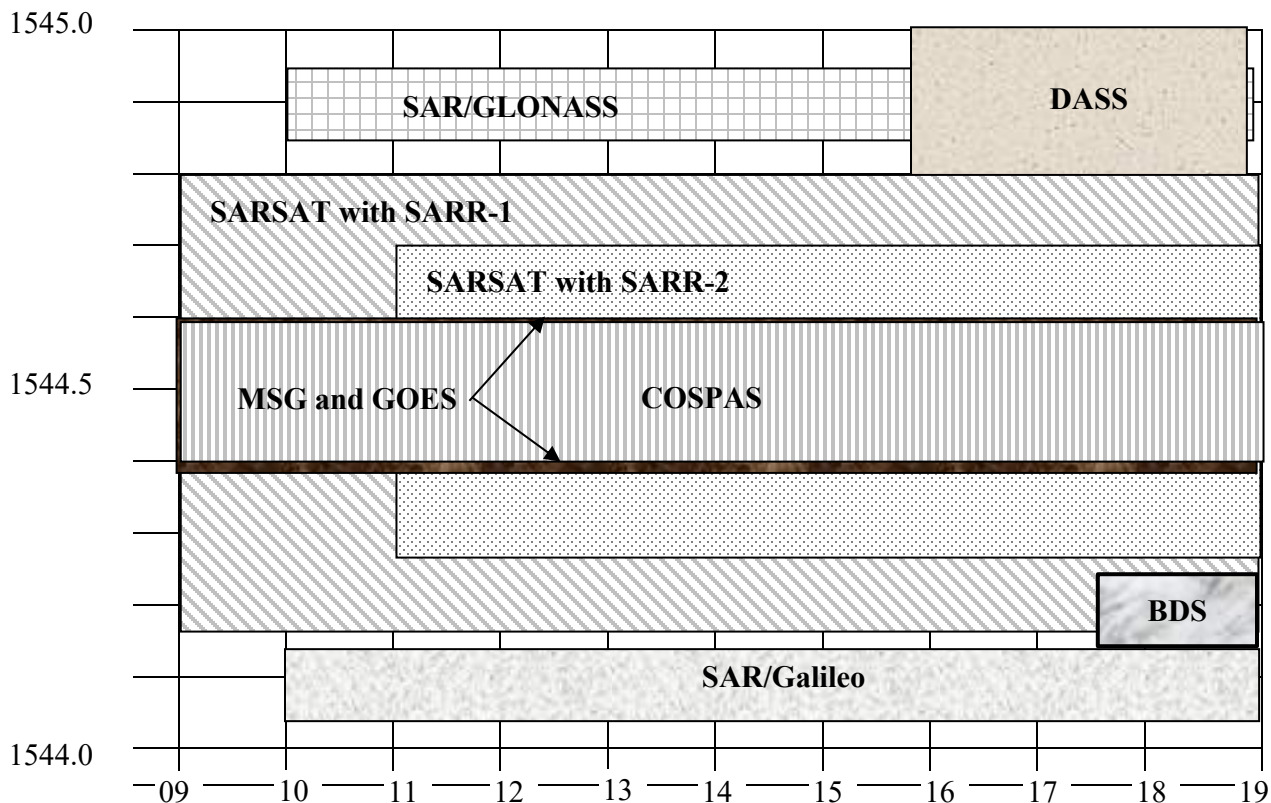 1545.0
SAR/GLONASS
DASS
SARSAT with SARR-1
SARSAT with SARR-2
1544.5
MSG and GOES
COSPAS
BDS
SAR/Galileo
1544.0
09 10 11 12 13 14 15 16 17 18 19